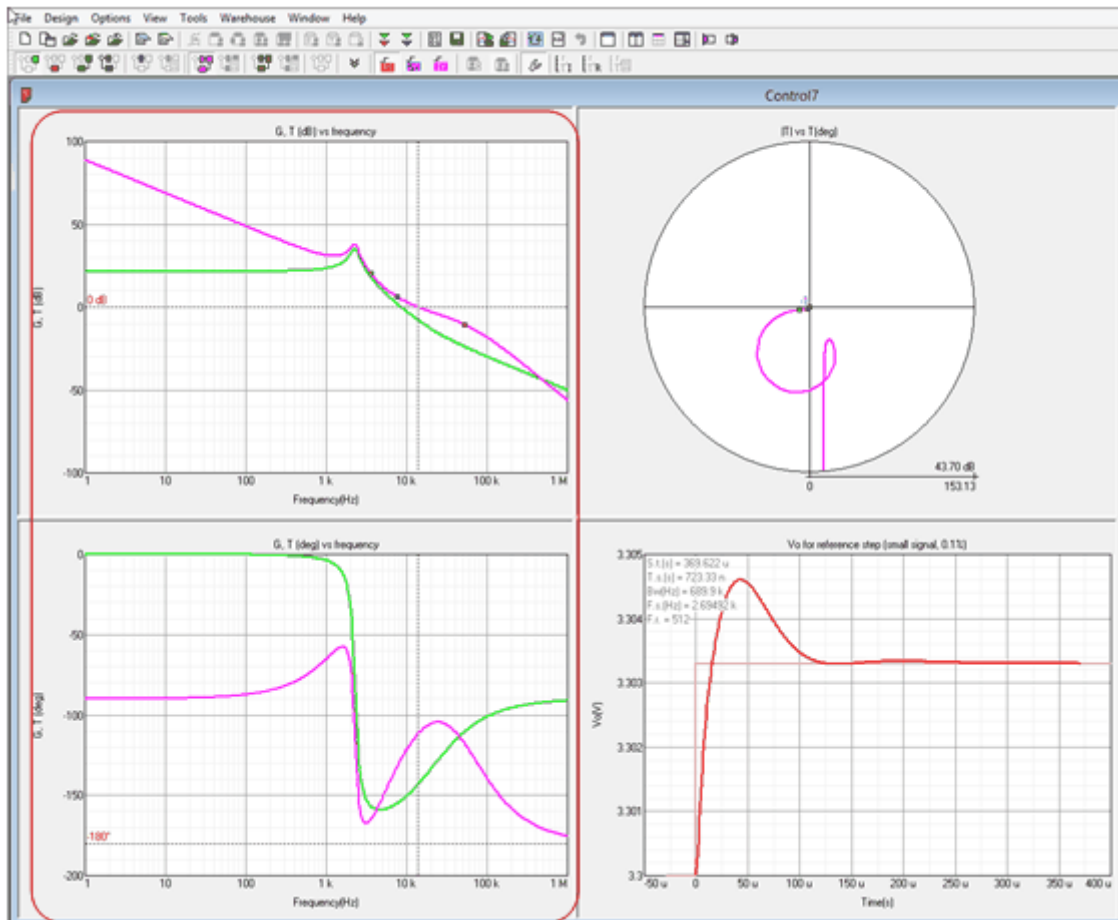 File Design Options View Tools Warehouse Window Help
Control7
G, T (dB) vs frequency
100
50
0 dB
0
-50
-100
G, T (dB)
1 10 100 1 k 10 k 100 k 1 M
Frequency(Hz)
|T| vs T(deg)
-1
43.70 dB
0 153.13
G, T (deg) vs frequency
0
-50
-100
-150
-180°
-200
G, T (deg)
1 10 100 1 k 10 k 100 k 1 M
Frequency(Hz)
Vo for reference step (small signal, 0.1%)
3.305
S.t.(s) = 369.622 u
Bw(Hz) = 689.9 k
F.s.(Hz) = 2.69492 k
= 512
3.304
3.303
3.302
3.301
3.3
Vo(V)
-50 u 0 50 u 100 u 150 u 200 u 250 u 300 u 350 u 400 u
Time(s)